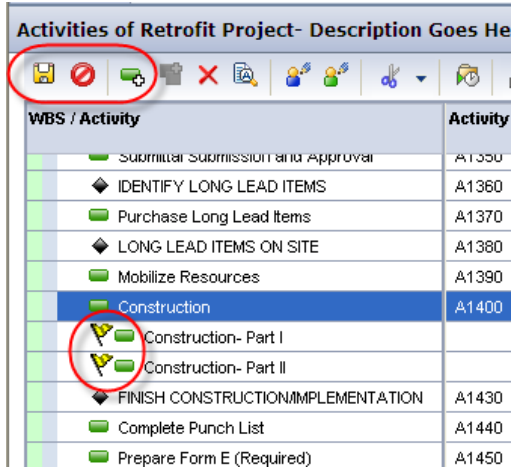 Activities of Retrofit Project- Description Goes He
WBS / Activity Activity
Submittal Submission and Approval A1350
IDENTIFY LONG LEAD ITEMS A1360
Purchase Long Lead Items A1370
LONG LEAD ITEMS ON SITE A1380
Mobilize Resources A1390
Construction A1400
Construction- Part I
Construction- Part II
FINISH CONSTRUCTION/IMPLEMENTATION A1430
Complete Punch List A1440
Prepare Form E (Required) A1450